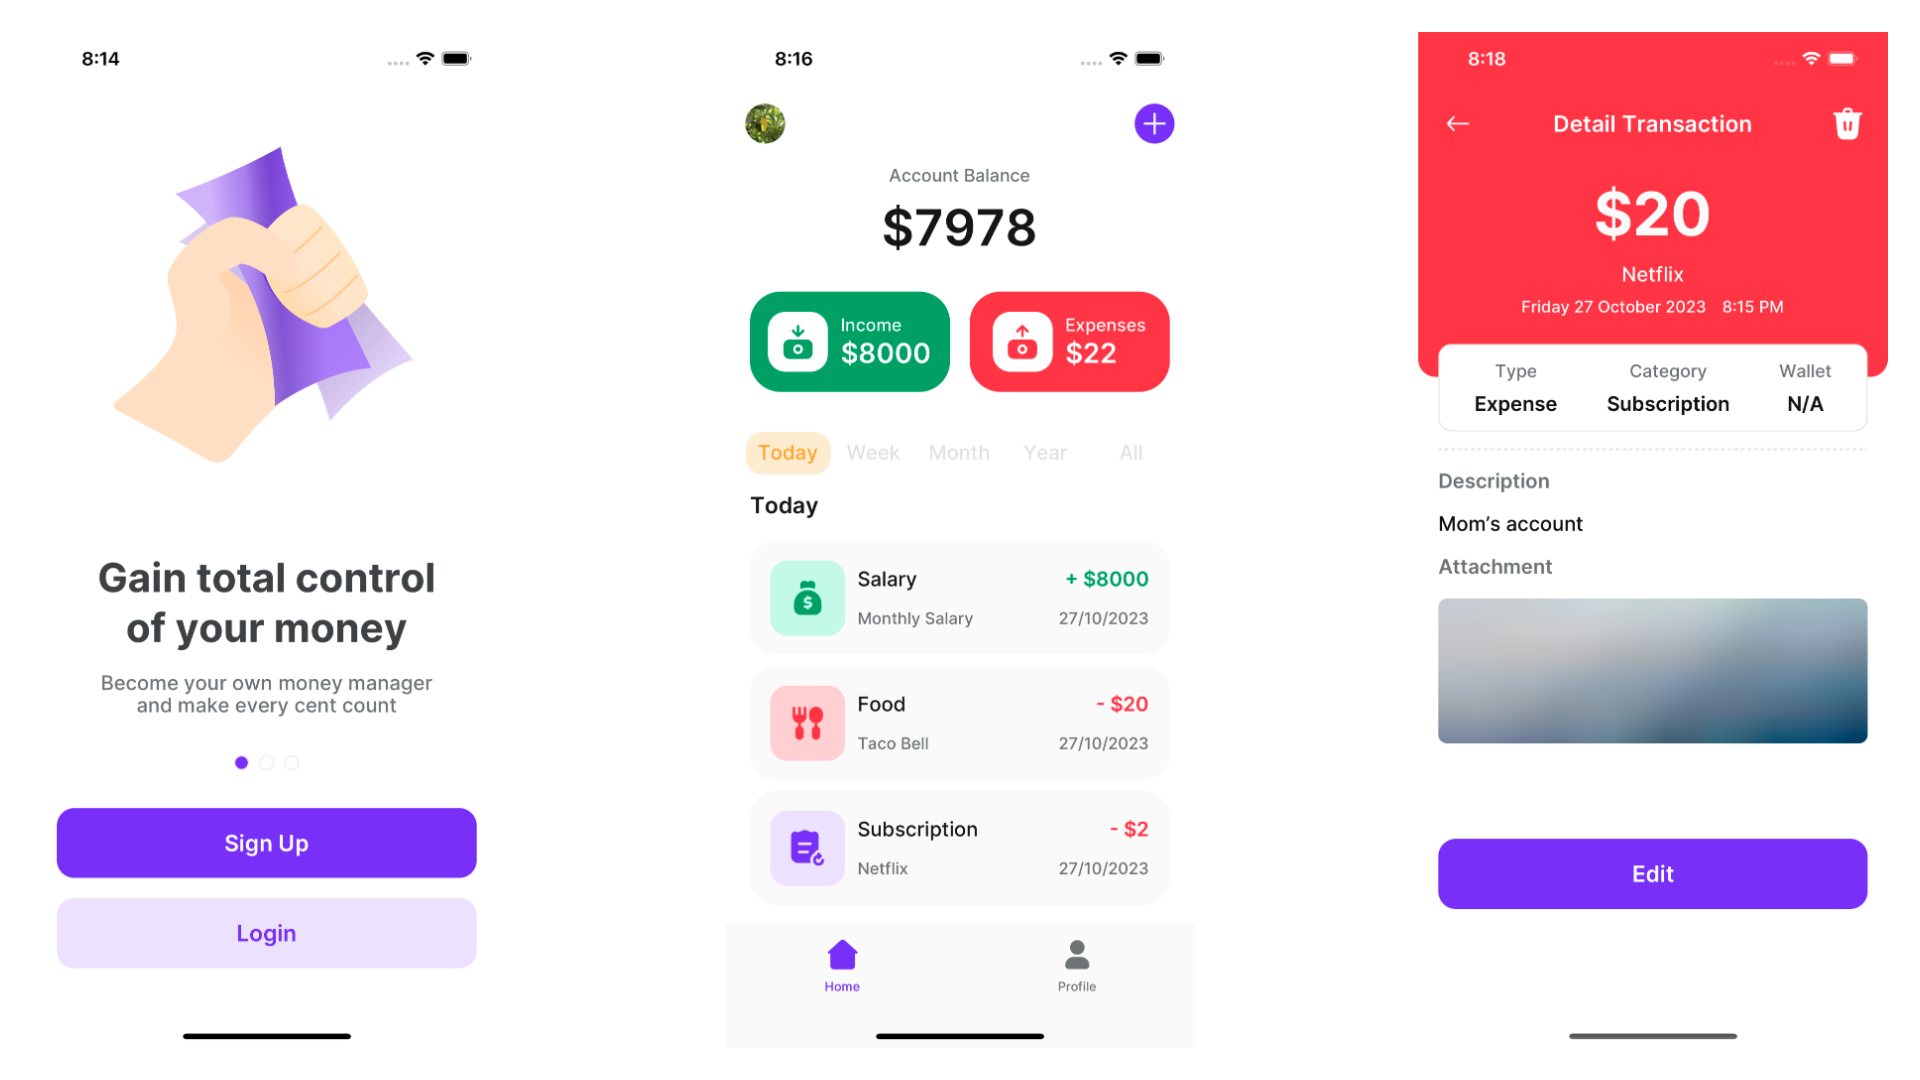 8:14
Gain total control
of your money
Become your own money manager
and make every cent count
Sign Up
Login
8:16
Account Balance
$7978
Income
$8000
Expenses
$22
Today Week Month Year All
Today
Salary + $8000
Monthly Salary 27/10/2023
Food - $20
Taco Bell 27/10/2023
Subscription - $2
Netflix 27/10/2023
Home Profile
8:18
Detail Transaction
$20
Netflix
Friday 27 October 2023 8:15 PM
Type Category Wallet
Expense Subscription N/A
Description
Mom’s account
Attachment
Edit